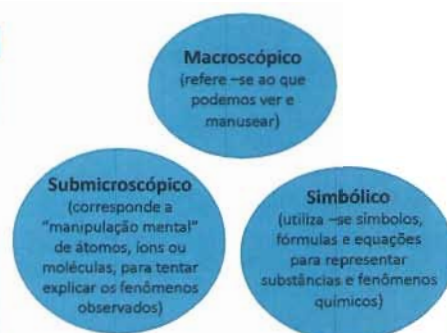 Macroscópico
(refere –se ao que
podemos ver e
manusear)
Submicroscópico
(corresponde a
"manipulação mental"
de átomos, íons ou
moléculas, para tentar
explicar os fenômenos
observados)
Simbólico
(utiliza –se símbolos,
fórmulas e equações
para representar
substâncias e fenômenos
químicos)